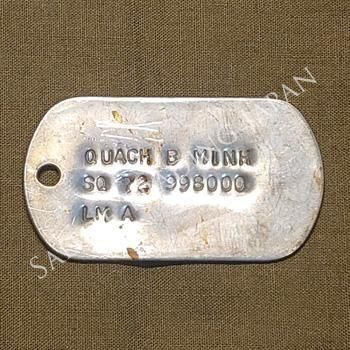 QUACH B MINH
SQ 72 998000
LM A